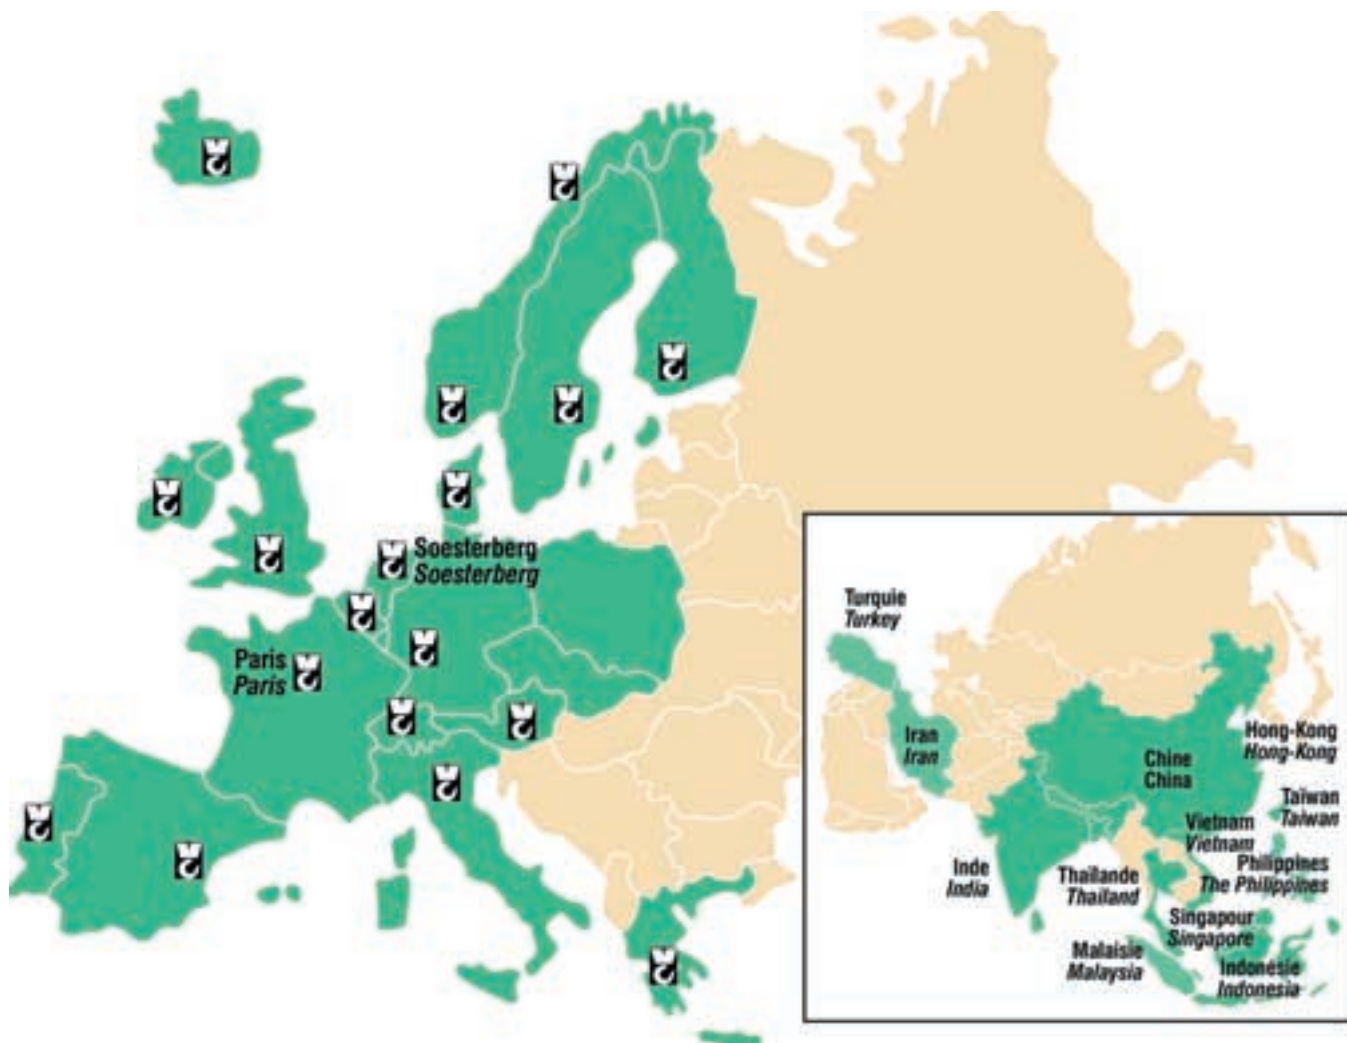 Soesterberg
Soesterberg
Paris
Paris
Turquie
Turkey
Iran
Iran
Chine
China
Hong-Kong
Hong-Kong
Taïwan
Taiwan
Vietnam
Vietnam
Philippines
The Philippines
Inde
India
Thaïlande
Thailand
Singapour
Singapore
Malaisie
Malaysia
Indonésie
Indonesia